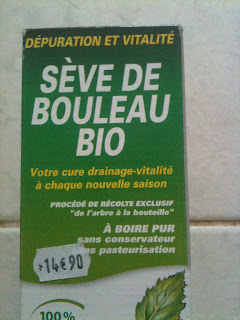 DÉPURATION ET VITALITÉ
SÈVE DE
BOULEAU
BIO
Votre cure drainage-vitalité
à chaque nouvelle saison
PROCÉDÉ DE RÉCOLTE EXCLUSIF
"de l'arbre à la bouteille"
À BOIRE PUR
sans conservateur
pasteurisation
14€90
100%